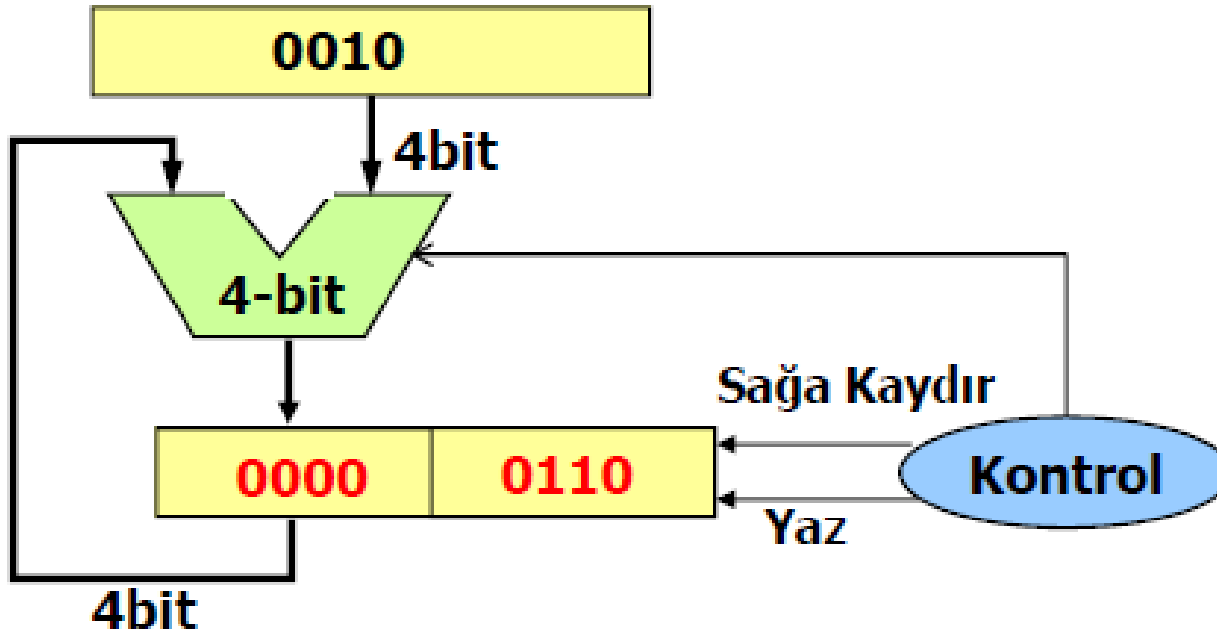 0010
4bit
4-bit
Sağa Kaydır
0000 0110
Kontrol
Yaz
4bit